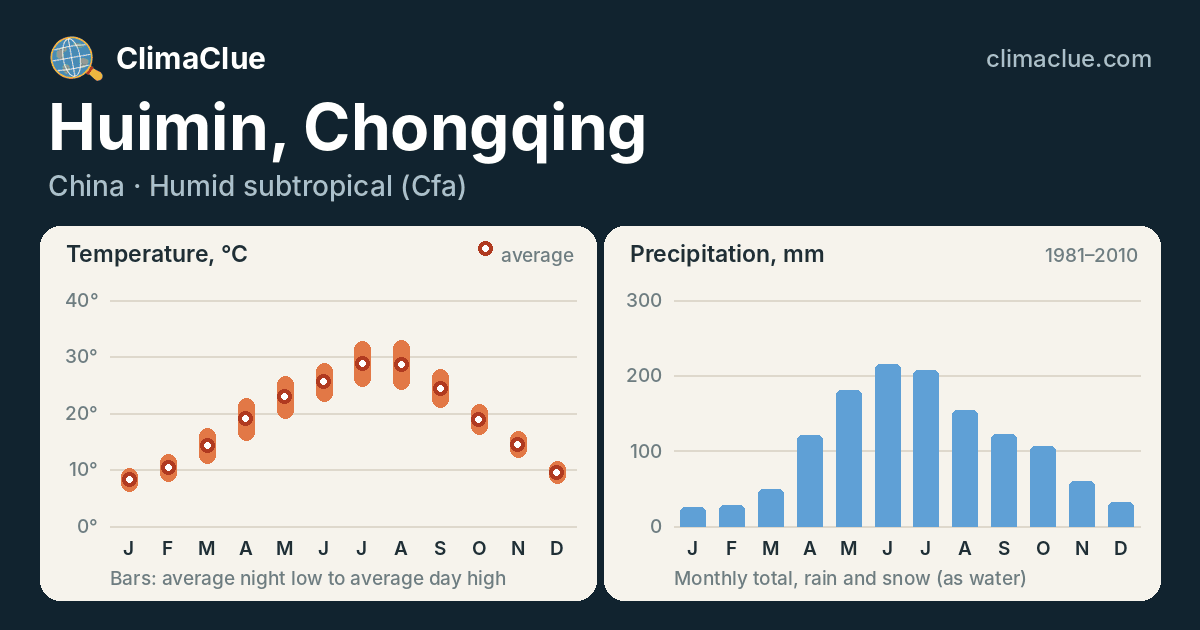 ClimaClue
climaclue.com
Huimin, Chongqing
China · Humid subtropical (Cfa)
Temperature, °C
average
40°
30°
20°
10°
0°
J F M A M J J A S O N D
Bars: average night low to average day high
Precipitation, mm
1981–2010
300
200
100
0
J F M A M J J A S O N D
Monthly total, rain and snow (as water)